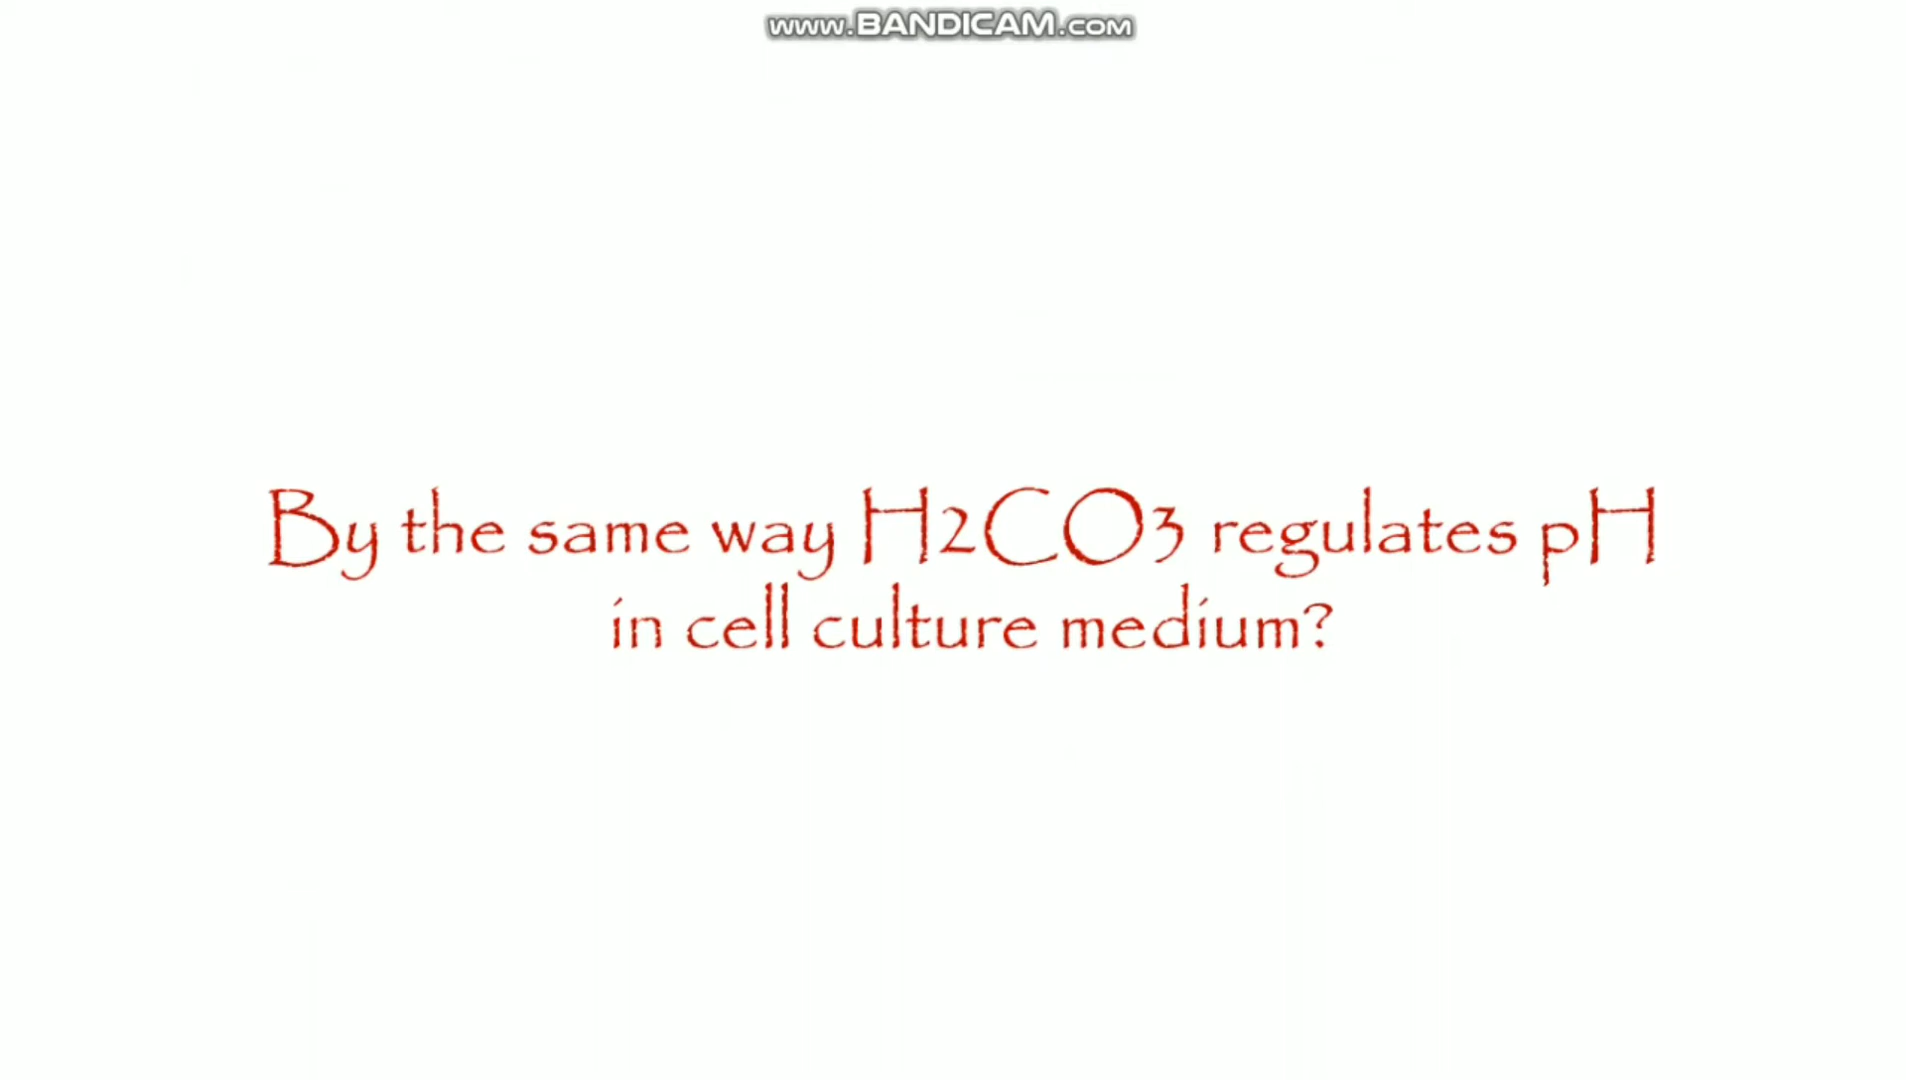 www.BANDICAM.com
By the same way H2CO3 regulates pH
in cell culture medium?